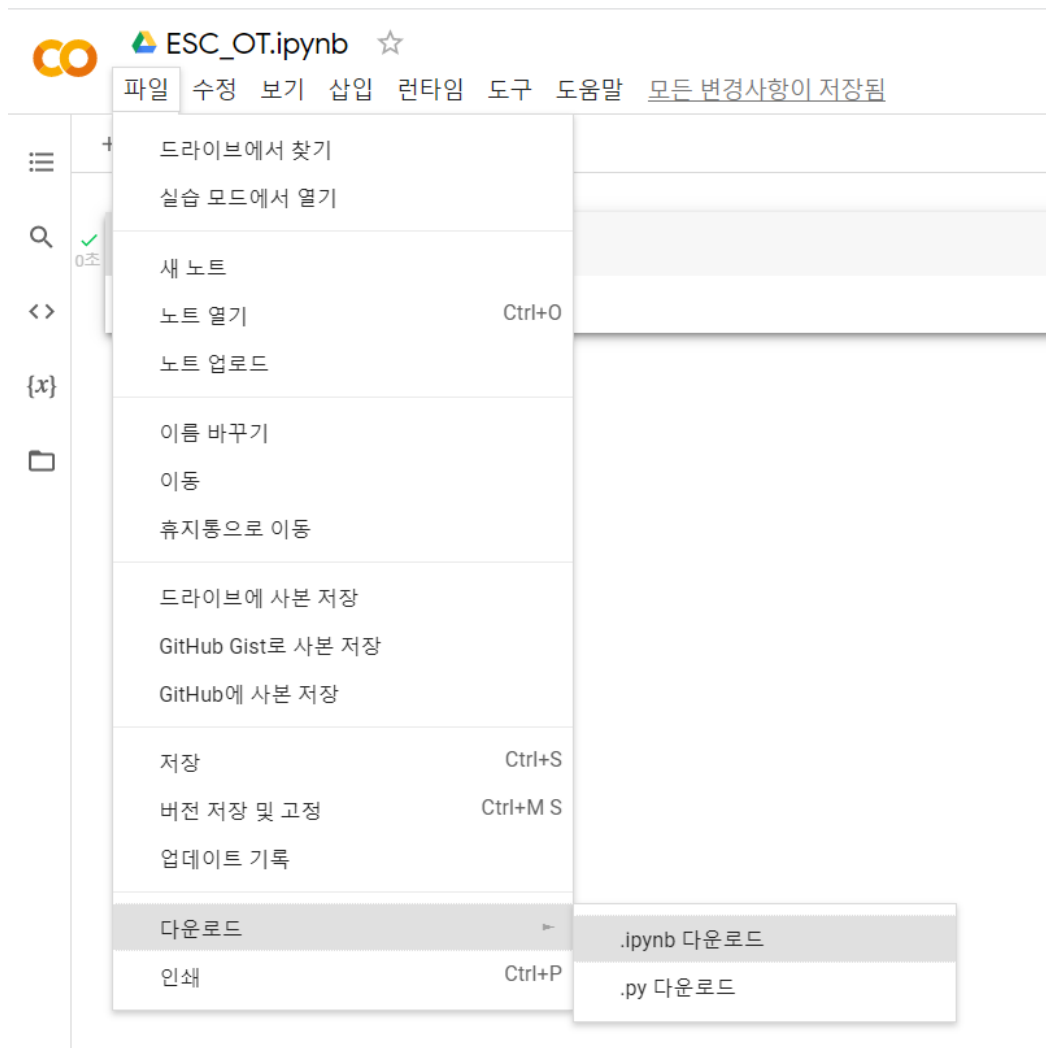 ESC_OT.ipynb
파일 수정 보기 삽입 런타임 도구 도움말 모든 변경사항이 저장됨
+
드라이브에서 찾기
실습 모드에서 열기
0초
새 노트
노트 열기 Ctrl+O
노트 업로드
{x}
이름 바꾸기
이동
휴지통으로 이동
드라이브에 사본 저장
GitHub Gist로 사본 저장
GitHub에 사본 저장
저장 Ctrl+S
버전 저장 및 고정 Ctrl+M S
업데이트 기록
다운로드 ►
.ipynb 다운로드
인쇄 Ctrl+P
.py 다운로드